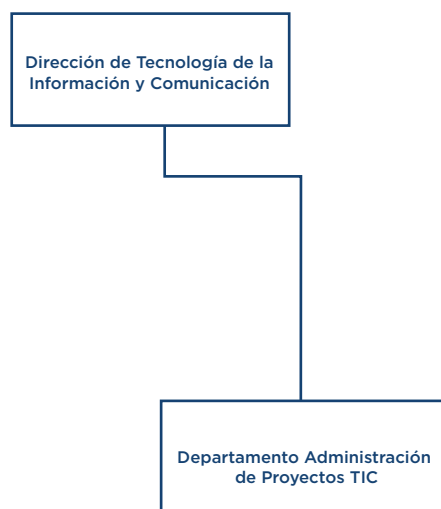 Dirección de Tecnología de la
Información y Comunicación
Departamento Administración
de Proyectos TIC